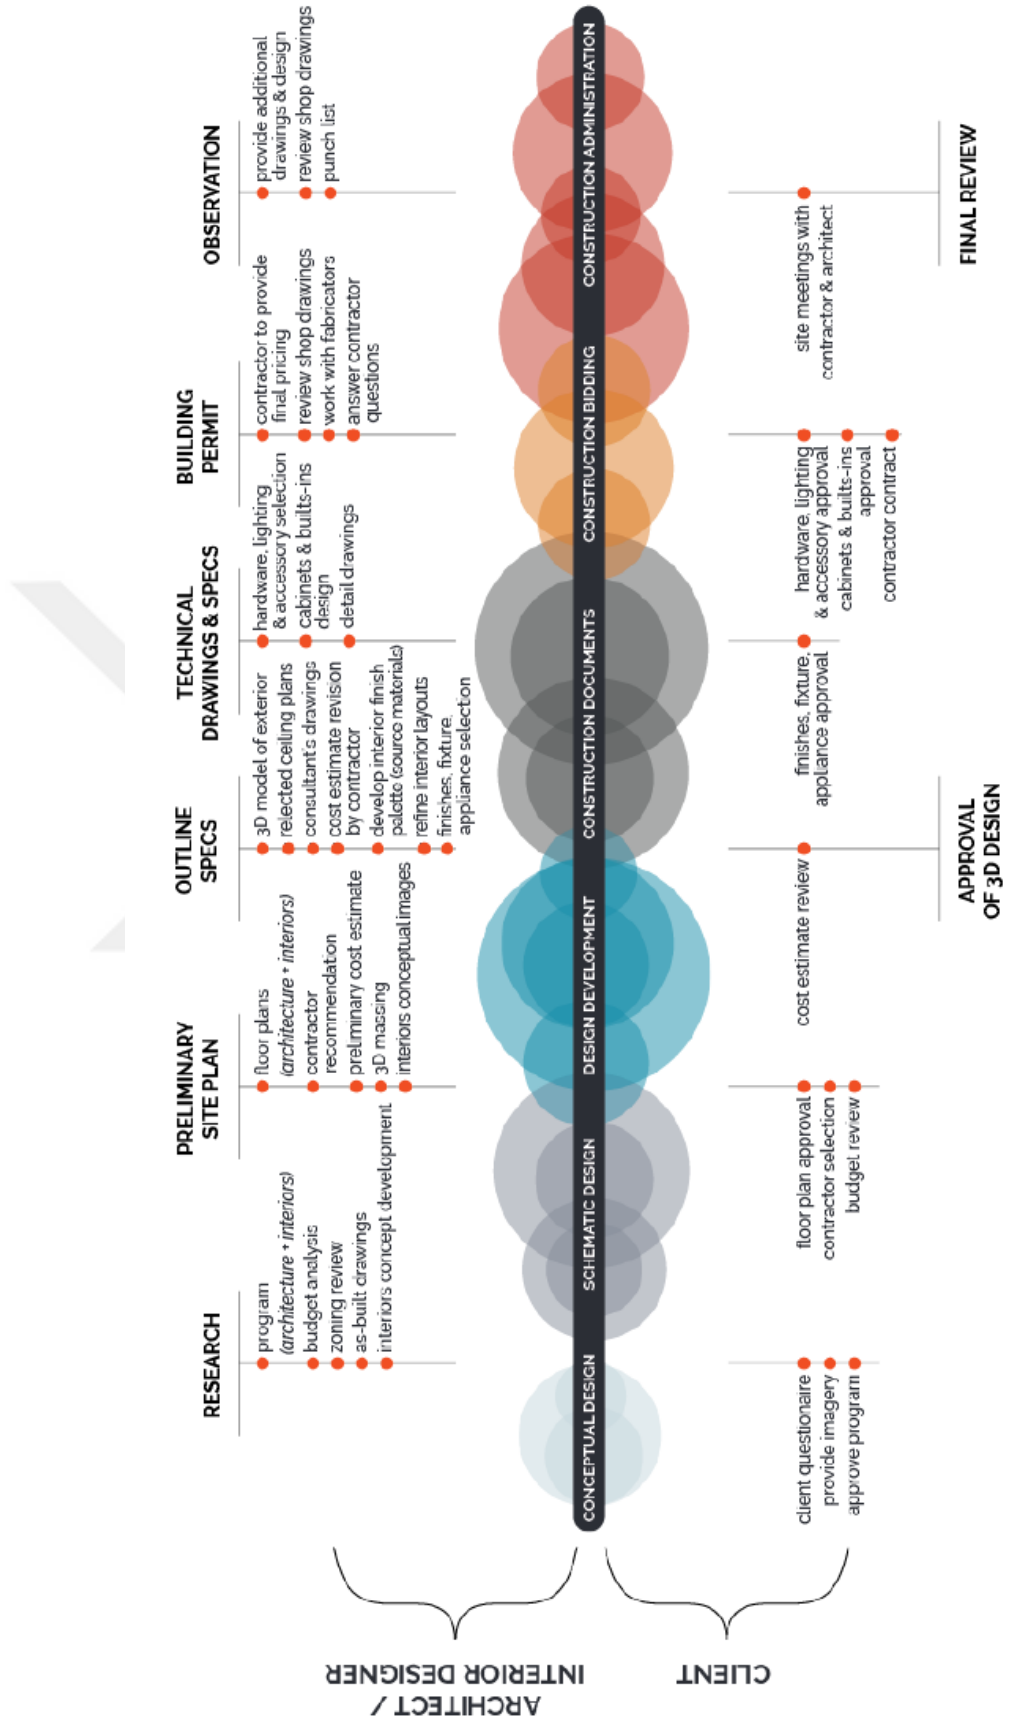 ARCHITECT /
INTERIOR DESIGNER
CLIENT
RESEARCH
program
(architecture + interiors)
budget analysis
zoning review
as-built drawings
interiors concept development
PRELIMINARY
SITE PLAN
floor plans
(architecture + interiors)
contractor
recommendation
preliminary cost estimate
3D massing
interiors conceptual images
OUTLINE
SPECS
3D model of exterior
relected ceiling plans
consultant's drawings
cost estimate revision
by contractor
develop interior finish
palette (source materials)
refine interior layouts
finishes, fixture,
appliance selection
TECHNICAL
DRAWINGS & SPECS
hardware, lighting
& accessory selection
cabinets & builts-ins
design
detail drawings
BUILDING
PERMIT
contractor to provide
final pricing
review shop drawings
work with fabricators
answer contractor
questions
OBSERVATION
provide additional
drawings & design
review shop drawings
punch list
CONCEPTUAL DESIGN
SCHEMATIC DESIGN
DESIGN DEVELOPMENT
CONSTRUCTION DOCUMENTS
CONSTRUCTION BIDDING
CONSTRUCTION ADMINISTRATION
client questionaire
provide imagery
approve program
floor plan approval
contractor selection
budget review
cost estimate review
APPROVAL
OF 3D DESIGN
finishes, fixture,
appliance approval
hardware, lighting
& accessory approval
cabinets & builts-ins
approval
contractor contract
site meetings with
contractor & architect
FINAL REVIEW